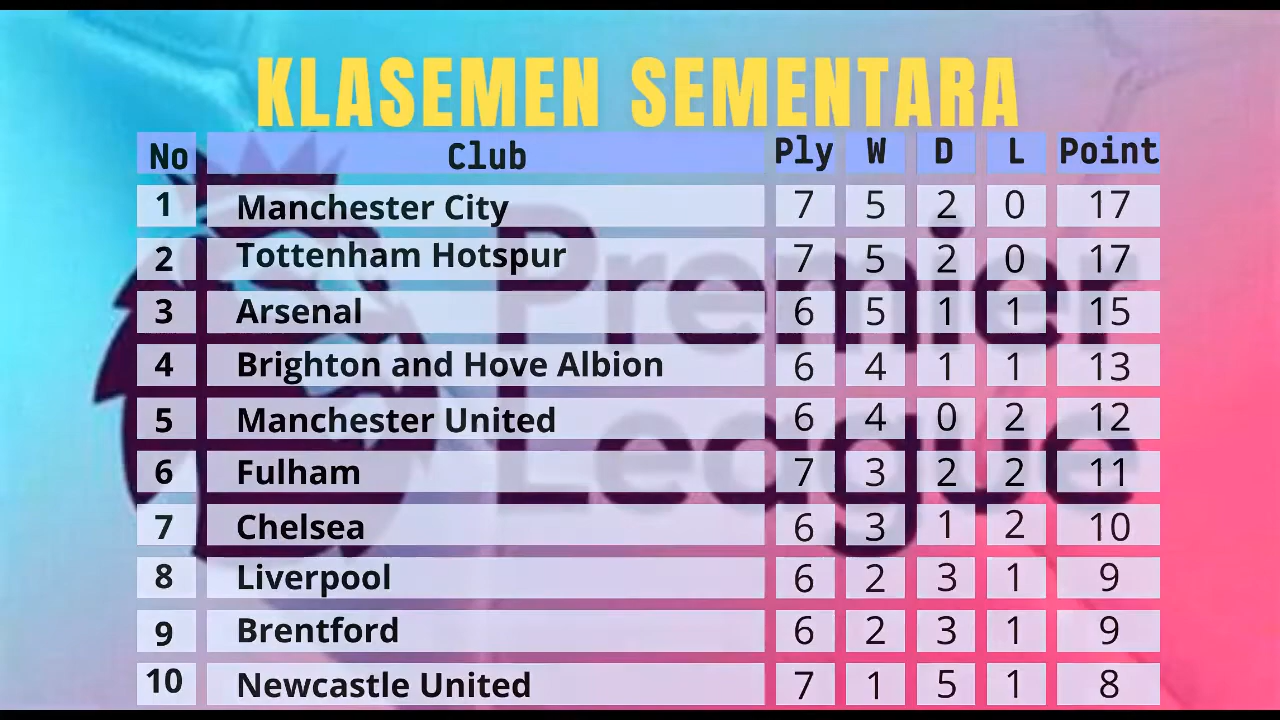 KLASEMEN SEMENTARA
No Club Ply W D L Point
1 Manchester City 7 5 2 0 17
2 Tottenham Hotspur 7 5 2 0 17
3 Arsenal 6 5 1 1 15
4 Brighton and Hove Albion 6 4 1 1 13
5 Manchester United 6 4 0 2 12
6 Fulham 7 3 2 2 11
7 Chelsea 6 3 1 2 10
8 Liverpool 6 2 3 1 9
9 Brentford 6 2 3 1 9
10 Newcastle United 7 1 5 1 8
Premier
League